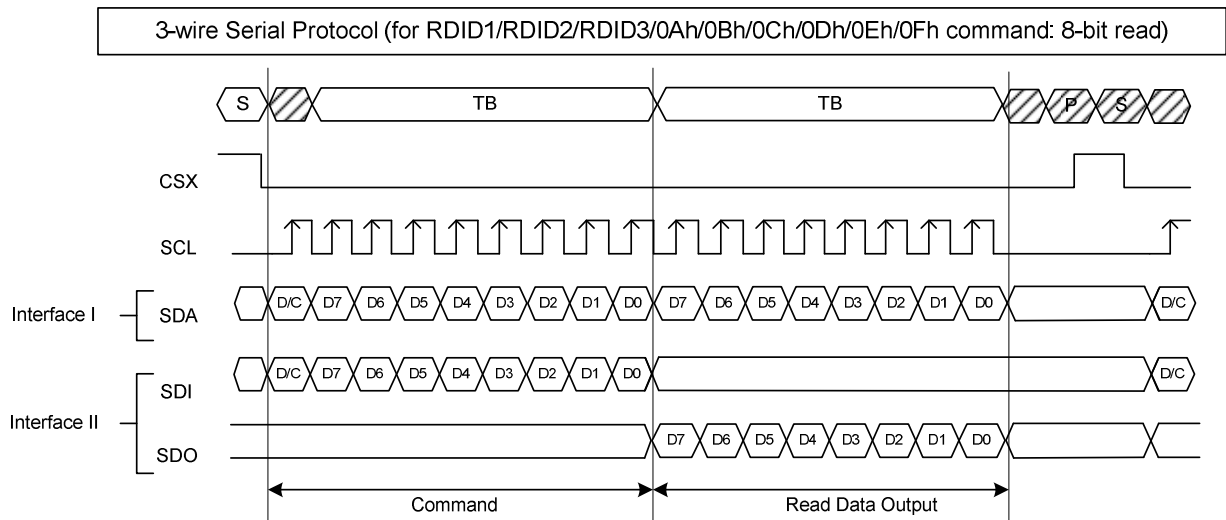 3-wire Serial Protocol (for RDID1/RDID2/RDID3/0Ah/0Bh/0Ch/0Dh/0Eh/0Fh command: 8-bit read)
S TB TB P S
CSX
SCL
Interface I SDA D/C D7 D6 D5 D4 D3 D2 D1 D0 D7 D6 D5 D4 D3 D2 D1 D0 D/C
SDI D/C D7 D6 D5 D4 D3 D2 D1 D0 D/C
Interface II
SDO D7 D6 D5 D4 D3 D2 D1 D0
Command Read Data Output